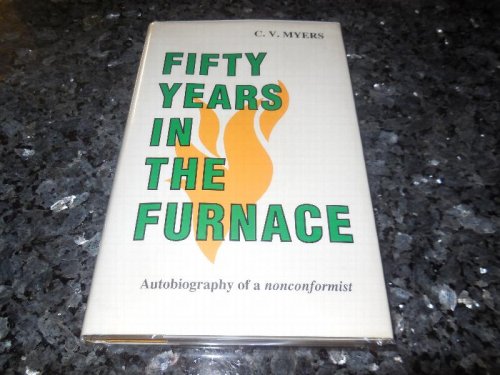 C. V. MYERS
FIFTY
YEARS
IN
THE
FURNACE
Autobiography of a nonconformist